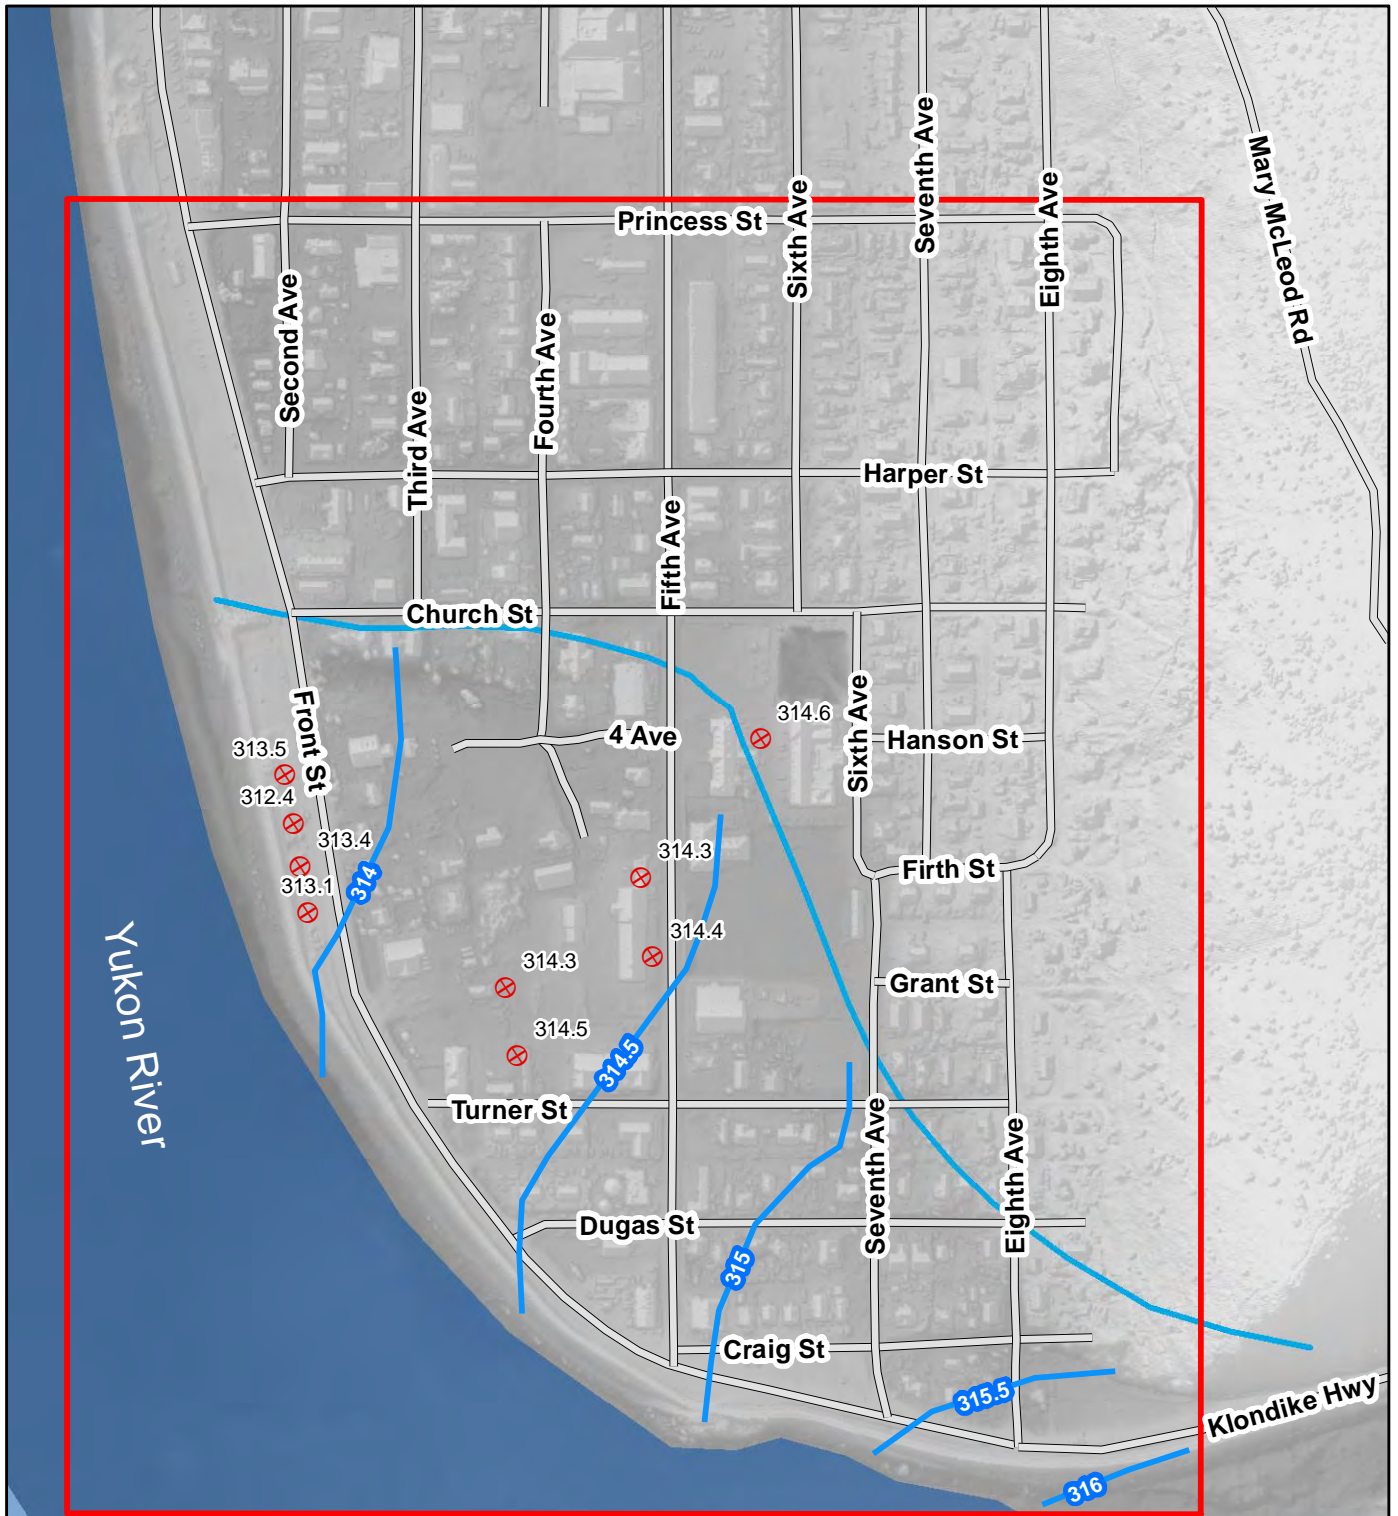 Seventh Ave
Mary McLeod Rd
Sixth Ave
Eighth Ave
Princess St
Second Ave
Fourth Ave
Third Ave
Harper St
Fifth Ave
Church St
Front St
Sixth Ave
314.6
4 Ave
Hanson St
313.5
312.4
313.4
314.3
Firth St
313.1
314
314.4
Yukon River
314.3
Grant St
314.5
314.5
Turner St
Seventh Ave
Eighth Ave
Dugas St
315
Craig St
315.5
Klondike Hwy
316